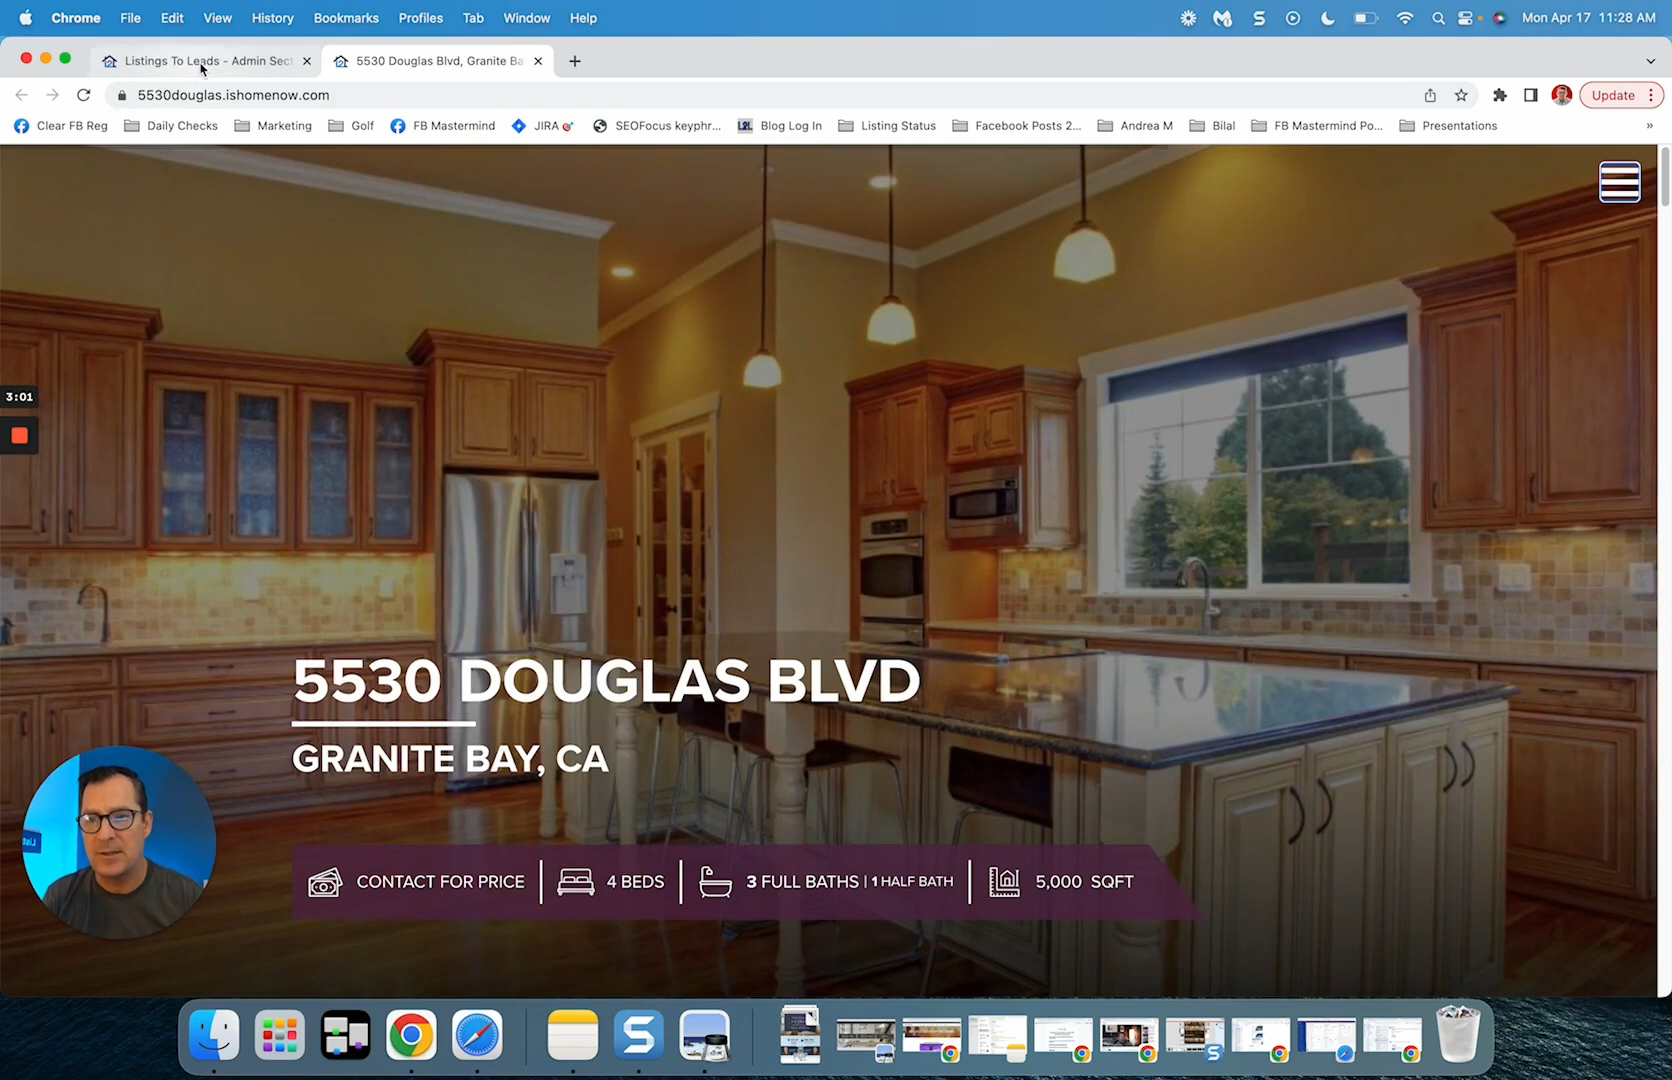 Chrome File Edit View History Bookmarks Profiles Tab Window Help Mon Apr 17 11:28 AM
Listings To Leads - Admin Sect 5530 Douglas Blvd, Granite Ba
5530douglas.ishomenow.com Update
Clear FB Reg Daily Checks Marketing Golf FB Mastermind JIRA SEOFocus keyphr... L2L Blog Log In Listing Status Facebook Posts 2... Andrea M Bilal FB Mastermind Po... Presentations »
3:01
5530 DOUGLAS BLVD
GRANITE BAY, CA
CONTACT FOR PRICE 4 BEDS 3 FULL BATHS | 1 HALF BATH 5,000 SQFT